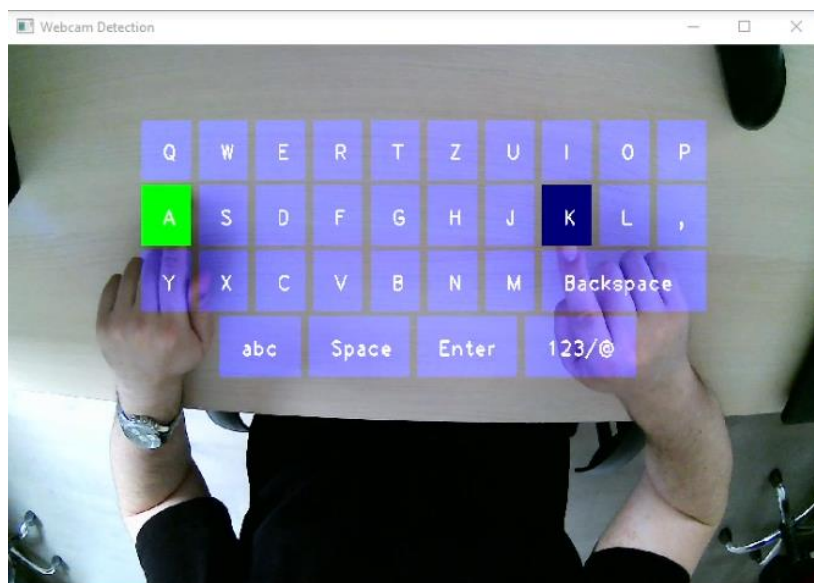 Webcam Detection
Q W E R T Z U I O P
A S D F G H J K L ,
Y X C V B N M Backspace
abc Space Enter 123/@